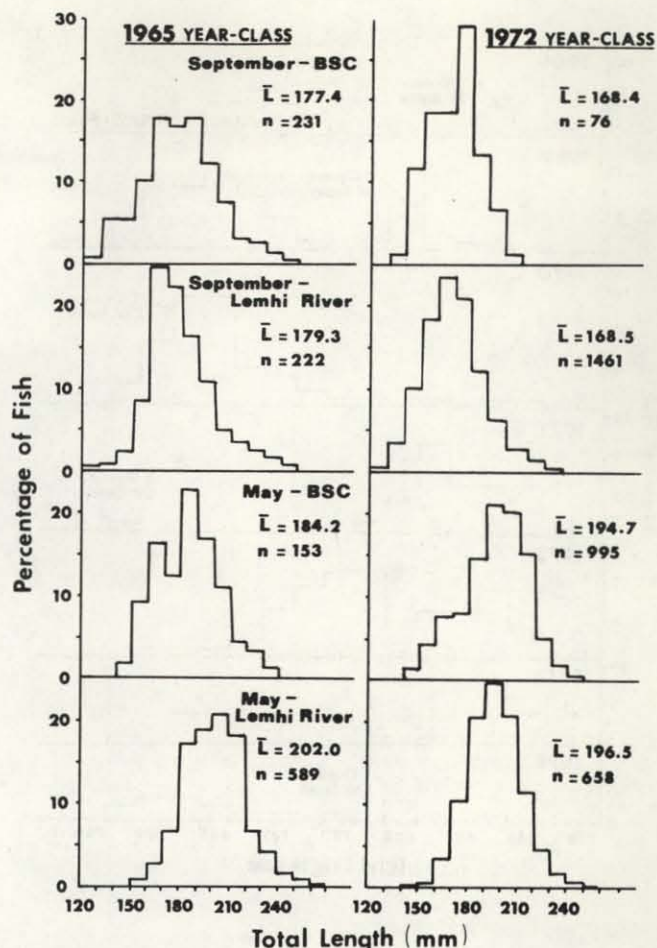 1965 YEAR-CLASS
1972 YEAR-CLASS
September-BSC
L̄ = 177.4
n = 231
L̄ = 168.4
n = 76
September-
Lemhi River
L̄ = 179.3
n = 222
L̄ = 168.5
n = 1461
May-BSC
L̄ = 184.2
n = 153
L̄ = 194.7
n = 995
May-
Lemhi River
L̄ = 202.0
n = 589
L̄ = 196.5
n = 658
Percentage of Fish
30
20
10
0
20
10
0
20
10
0
20
10
0
120 150 180 210 240
120 150 180 210 240
Total Length (mm)